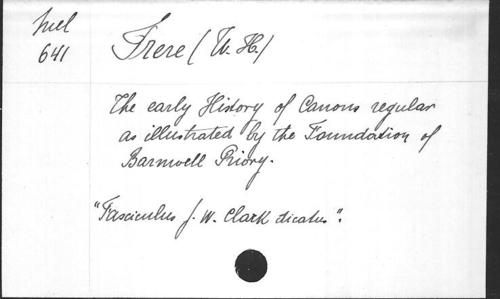 Mel
641
Frere (W. H.)
The early History of Canons regular
as illustrated by the Foundation of
Barnwell Priory.
"Fasciculus J. W. Clark dicatus".